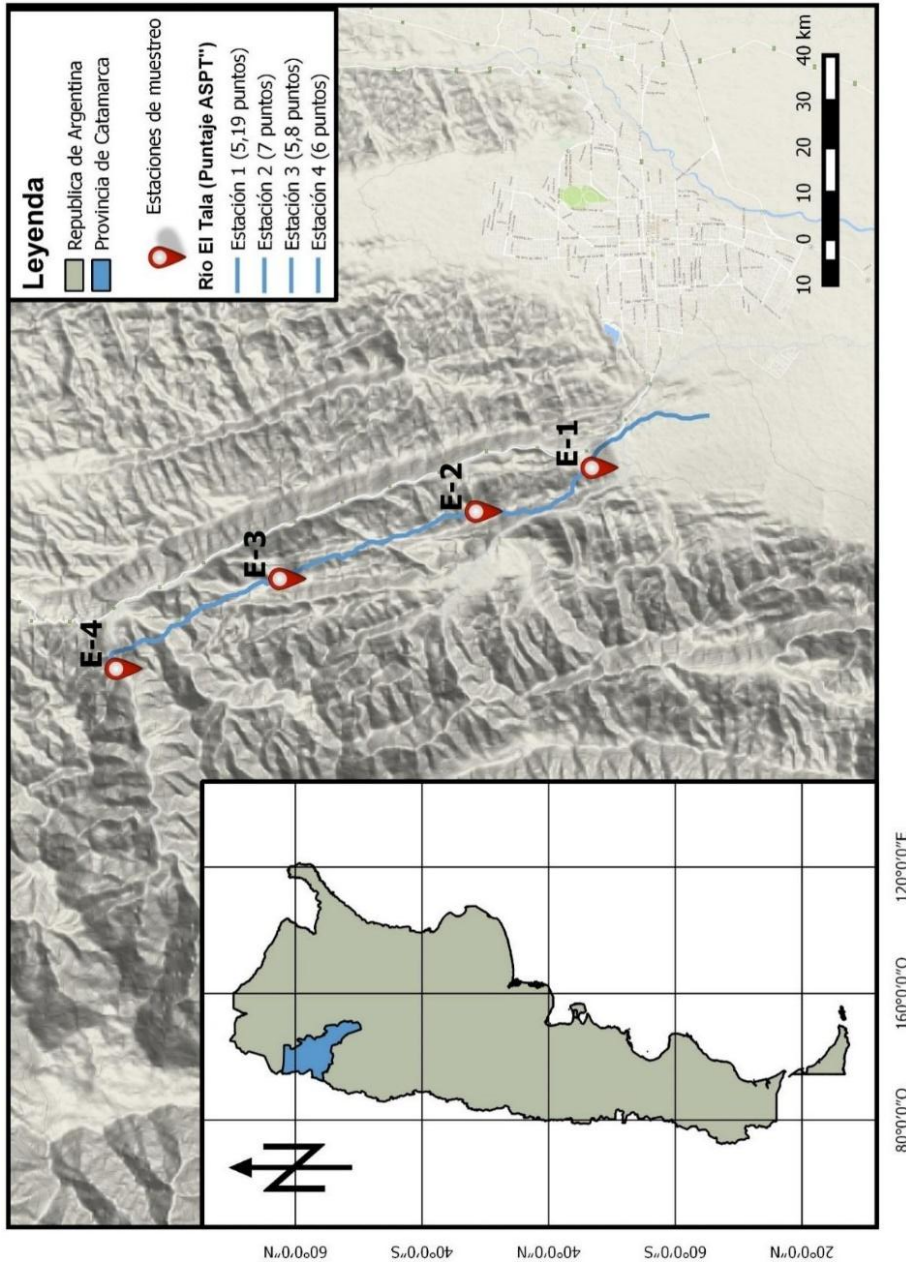 Leyenda
Republica de Argentina
Provincia de Catamarca
Estaciones de muestreo
Río El Tala (Puntaje ASPT")
Estación 1 (5,19 puntos)
Estación 2 (7 puntos)
Estación 3 (5,8 puntos)
Estación 4 (6 puntos)
E-4
E-3
E-2
E-1
10 0 10 20 30 40 km
N
60°0'0"N
40°0'0"S
40°0'0"N
60°0'0"S
20°0'0"N
80°0'0"O
160°0'0"O
120°0'0"E